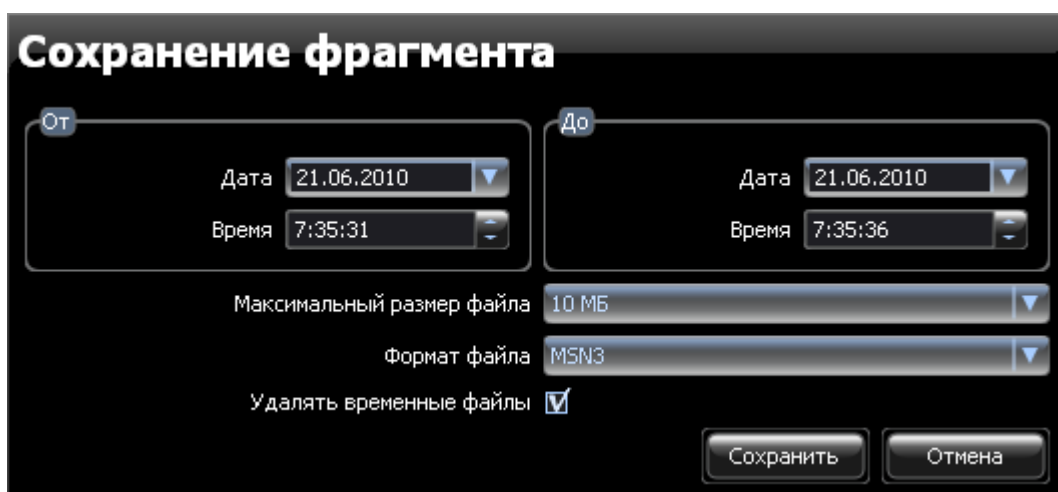 Сохранение фрагмента
От
Дата 21.06.2010
Время 7:35:31
До
Дата 21.06.2010
Время 7:35:36
Максимальный размер файла 10 МБ
Формат файла MSN3
Удалять временные файлы
Сохранить Отмена